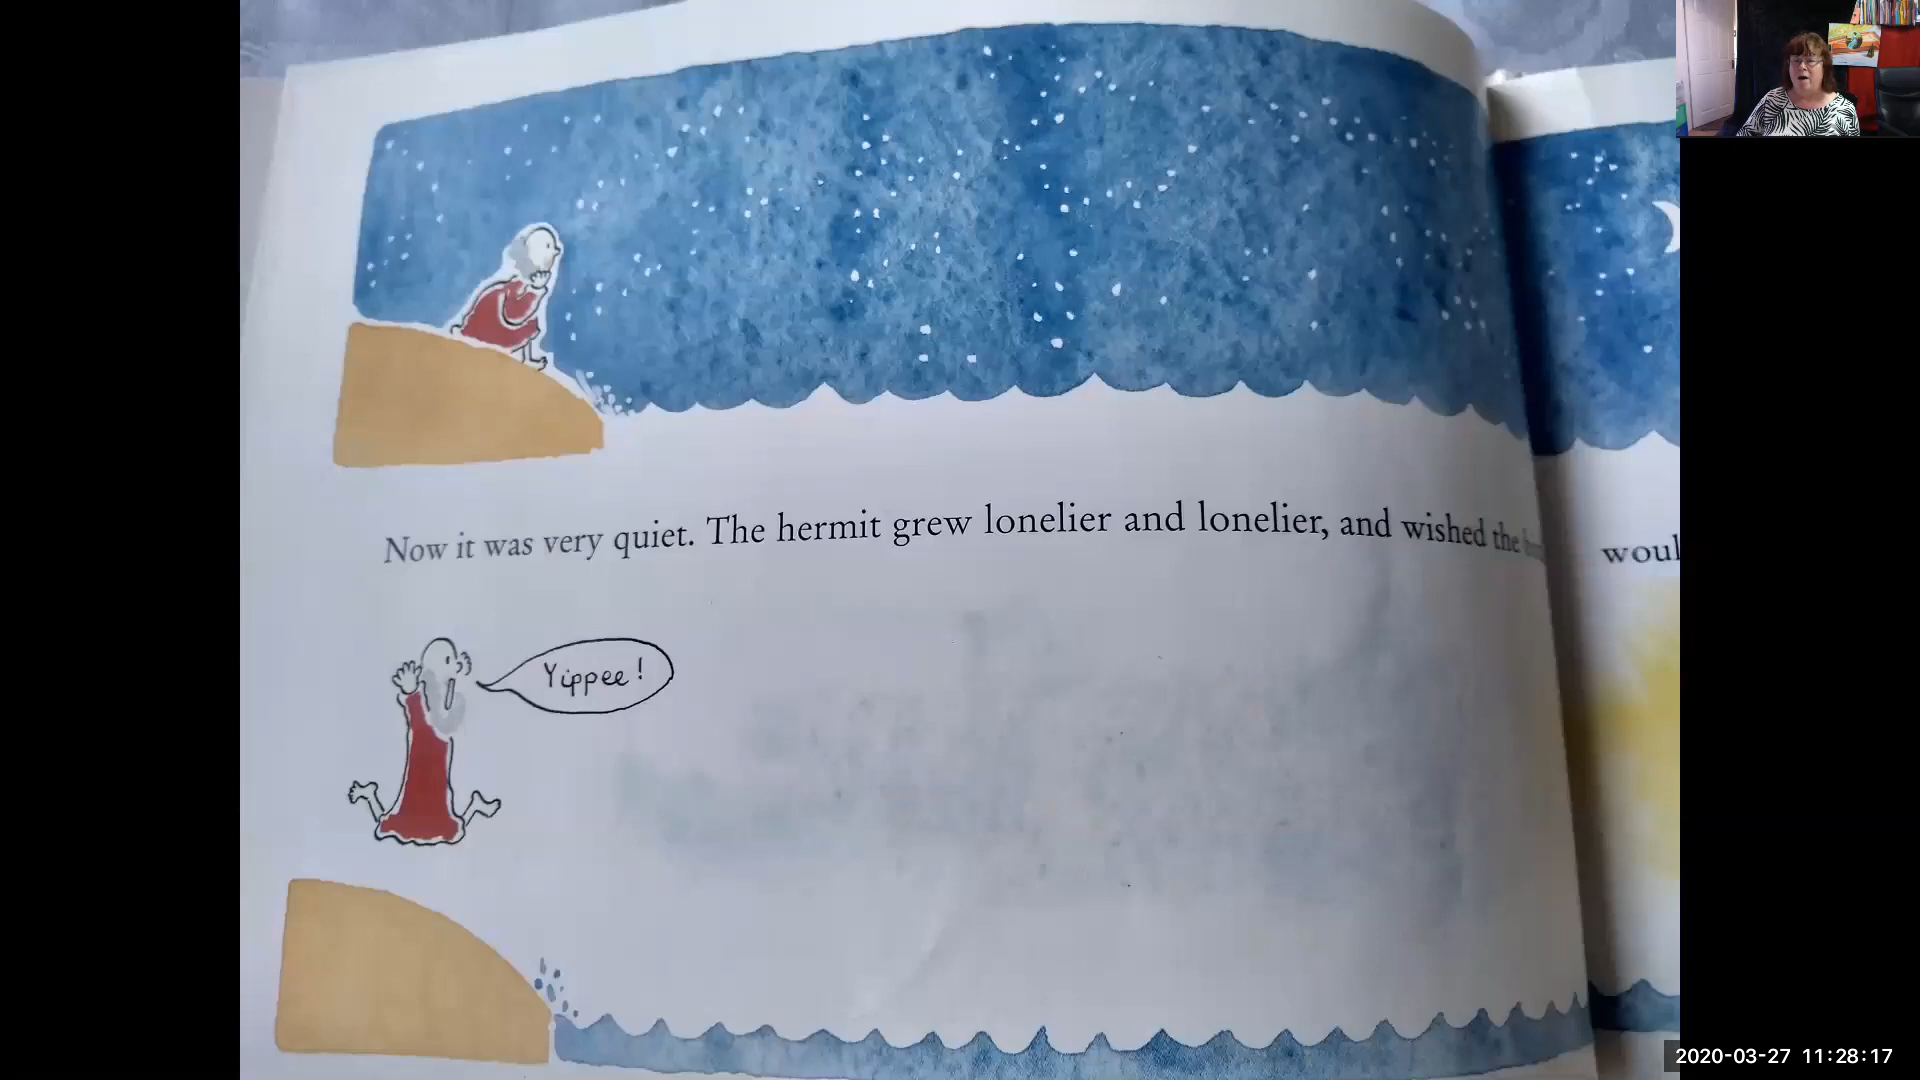 Now it was very quiet. The hermit grew lonelier and lonelier, and wished the
Yippee!
2020-03-27 11:28:17